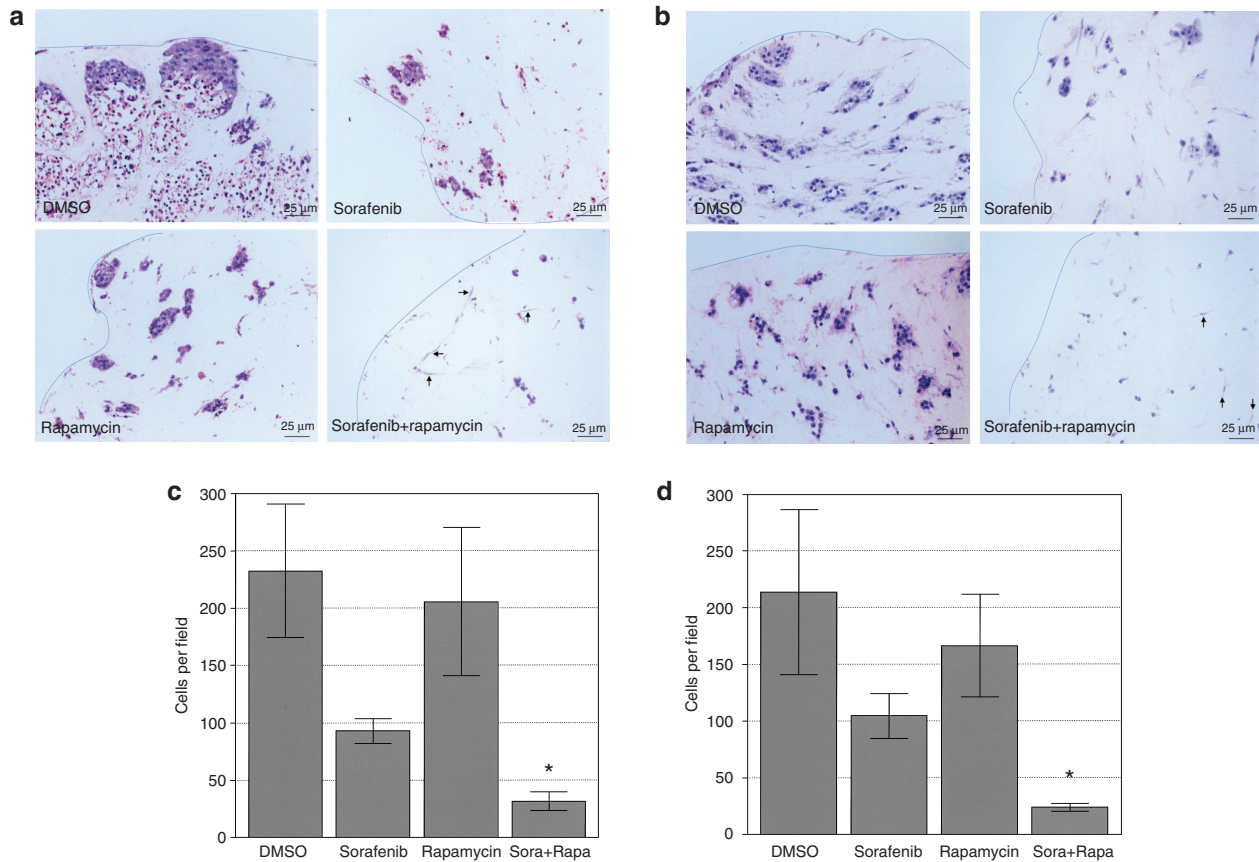 a
DMSO
25 µm
Sorafenib
25 µm
Rapamycin
25 µm
Sorafenib+rapamycin
25 µm
b
DMSO
25 µm
Sorafenib
25 µm
Rapamycin
25 µm
Sorafenib+rapamycin
25 µm
c
Cells per field
300
250
200
150
100
50
0
*
DMSO Sorafenib Rapamycin Sora+Rapa
d
Cells per field
300
250
200
150
100
50
0
*
DMSO Sorafenib Rapamycin Sora+Rapa